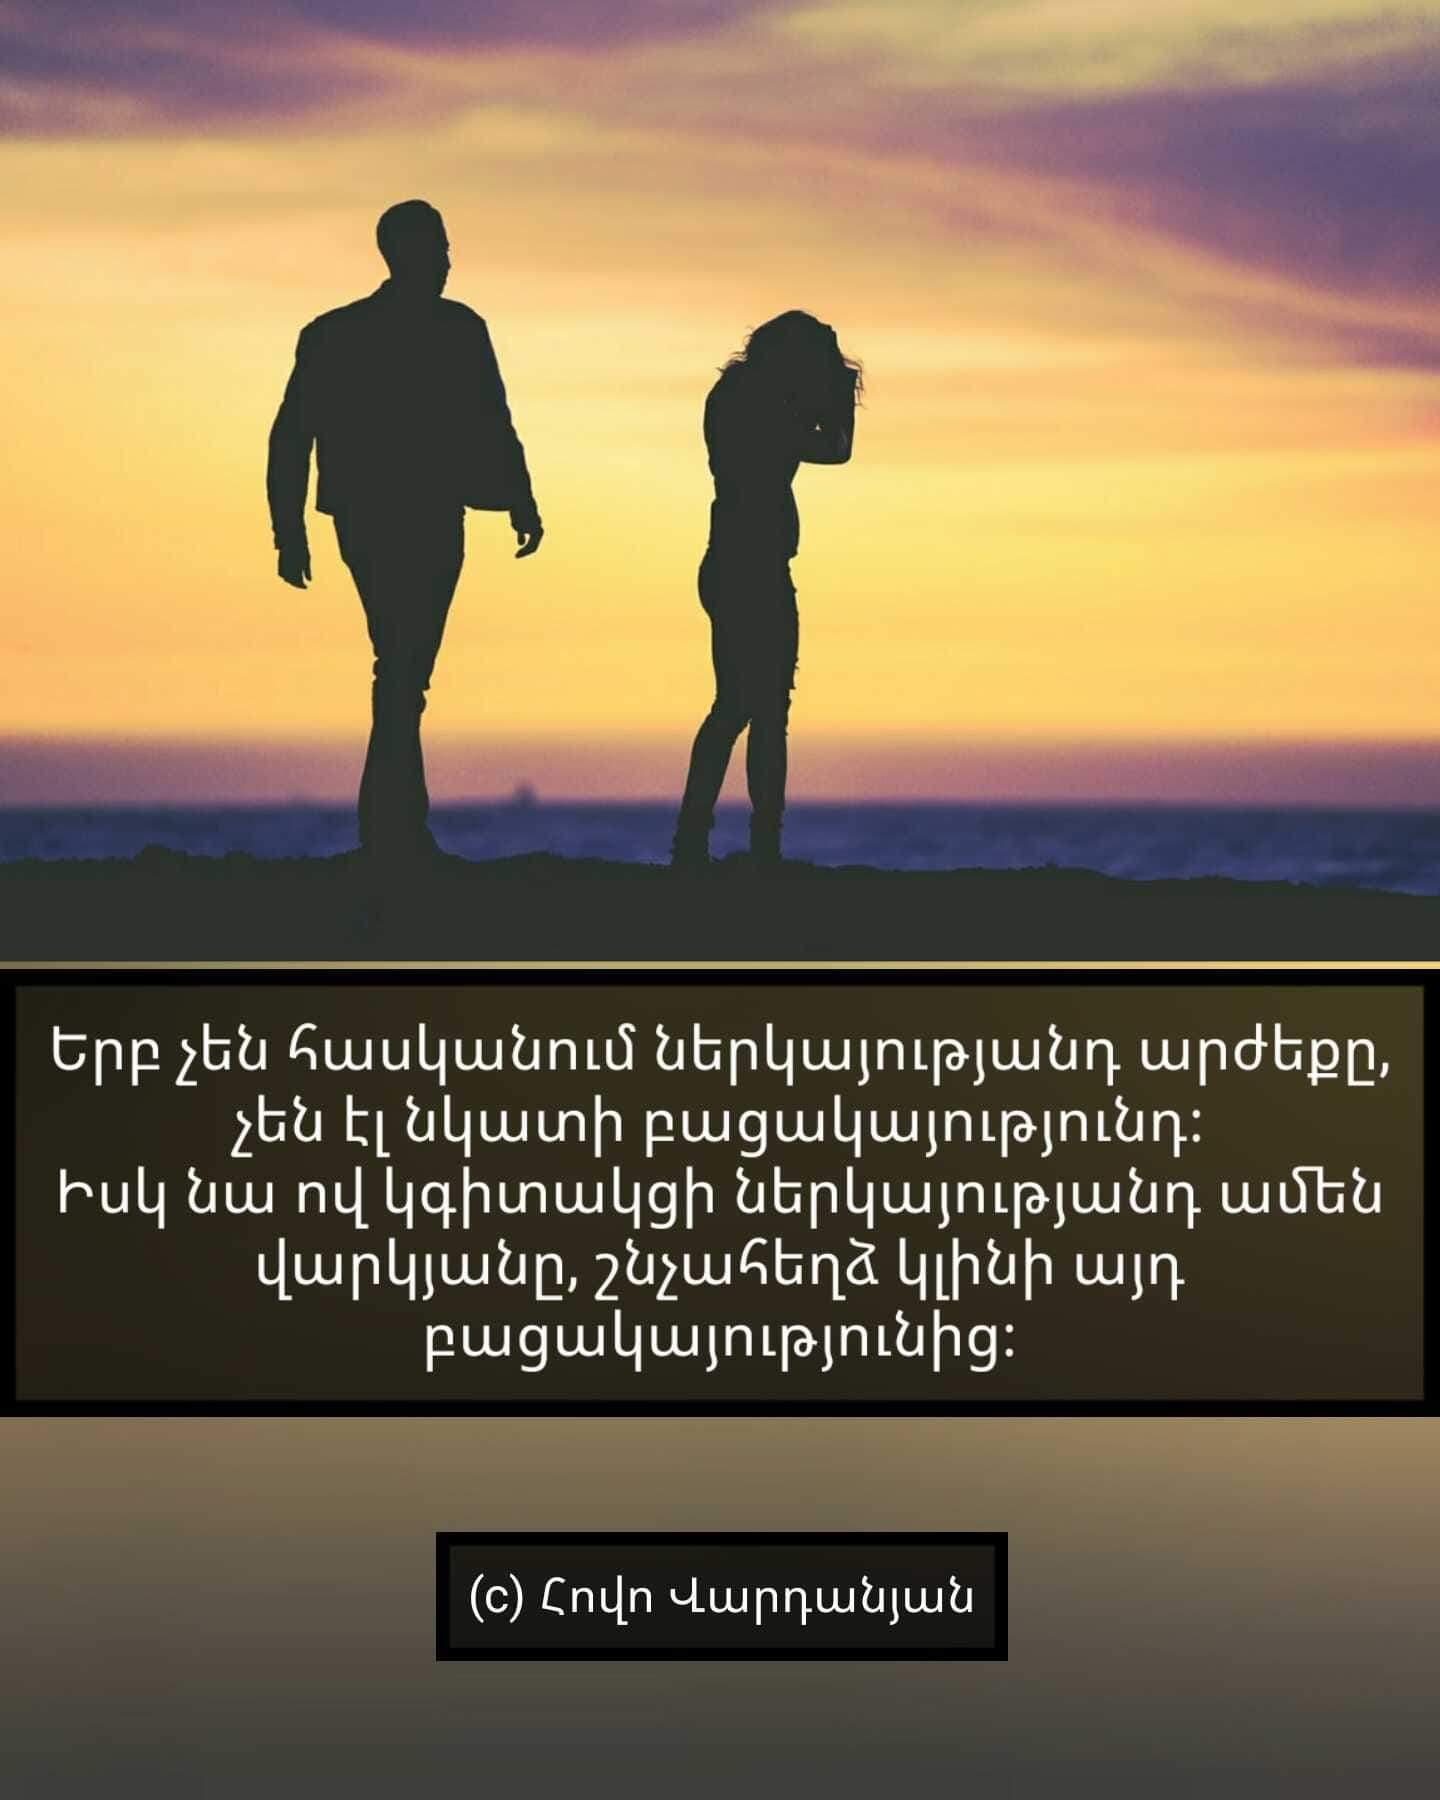 Երբ չեն հասկանում ներկայությանդ արժեքը,
չեն էլ նկատի բացակայությունդ:
Իսկ նա ով կգիտակցի ներկայությանդ ամեն
վարկյանը, շնչահեղձ կլինի այդ
բացակայությունից:
(c) Հովո Վարդանյան